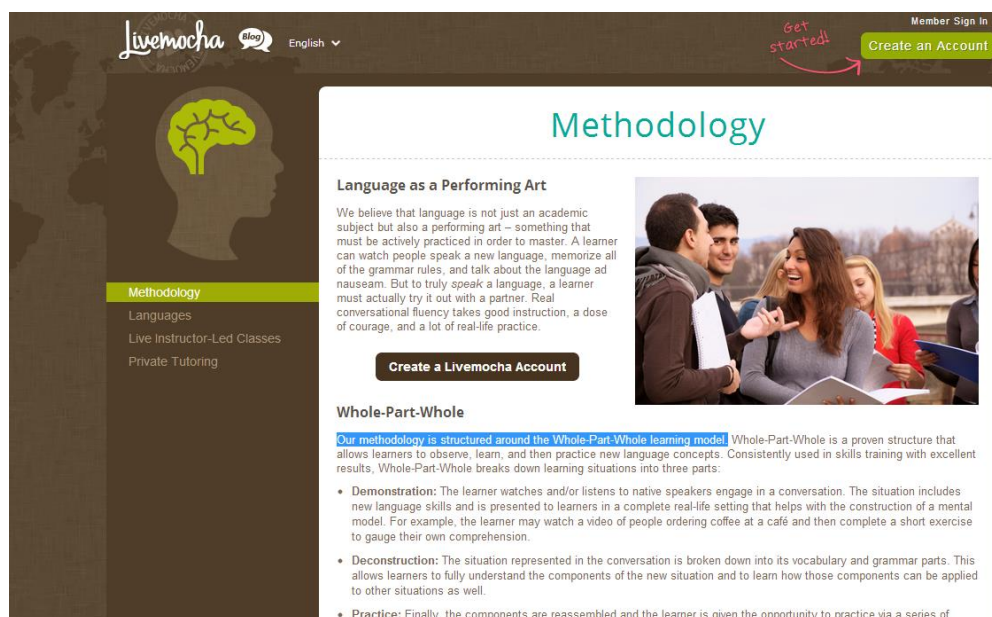 Livemocha
Blog
English
Get
started!
Member Sign In
Create an Account
Methodology
Languages
Live Instructor-Led Classes
Private Tutoring
Methodology
Language as a Performing Art
We believe that language is not just an academic
subject but also a performing art – something that
must be actively practiced in order to master. A learner
can watch people speak a new language, memorize all
of the grammar rules, and talk about the language ad
nauseam. But to truly speak a language, a learner
must actually try it out with a partner. Real
conversational fluency takes good instruction, a dose
of courage, and a lot of real-life practice.
Create a Livemocha Account
Whole-Part-Whole
Our methodology is structured around the Whole-Part-Whole learning model. Whole-Part-Whole is a proven structure that
allows learners to observe, learn, and then practice new language concepts. Consistently used in skills training with excellent
results, Whole-Part-Whole breaks down learning situations into three parts:
• Demonstration: The learner watches and/or listens to native speakers engage in a conversation. The situation includes
new language skills and is presented to learners in a complete real-life setting that helps with the construction of a mental
model. For example, the learner may watch a video of people ordering coffee at a café and then complete a short exercise
to gauge their own comprehension.
• Deconstruction: The situation represented in the conversation is broken down into its vocabulary and grammar parts. This
allows learners to fully understand the components of the new situation and to learn how those components can be applied
to other situations as well.
• Practice: Finally, the components are reassembled and the learner is given the opportunity to practice via a series of